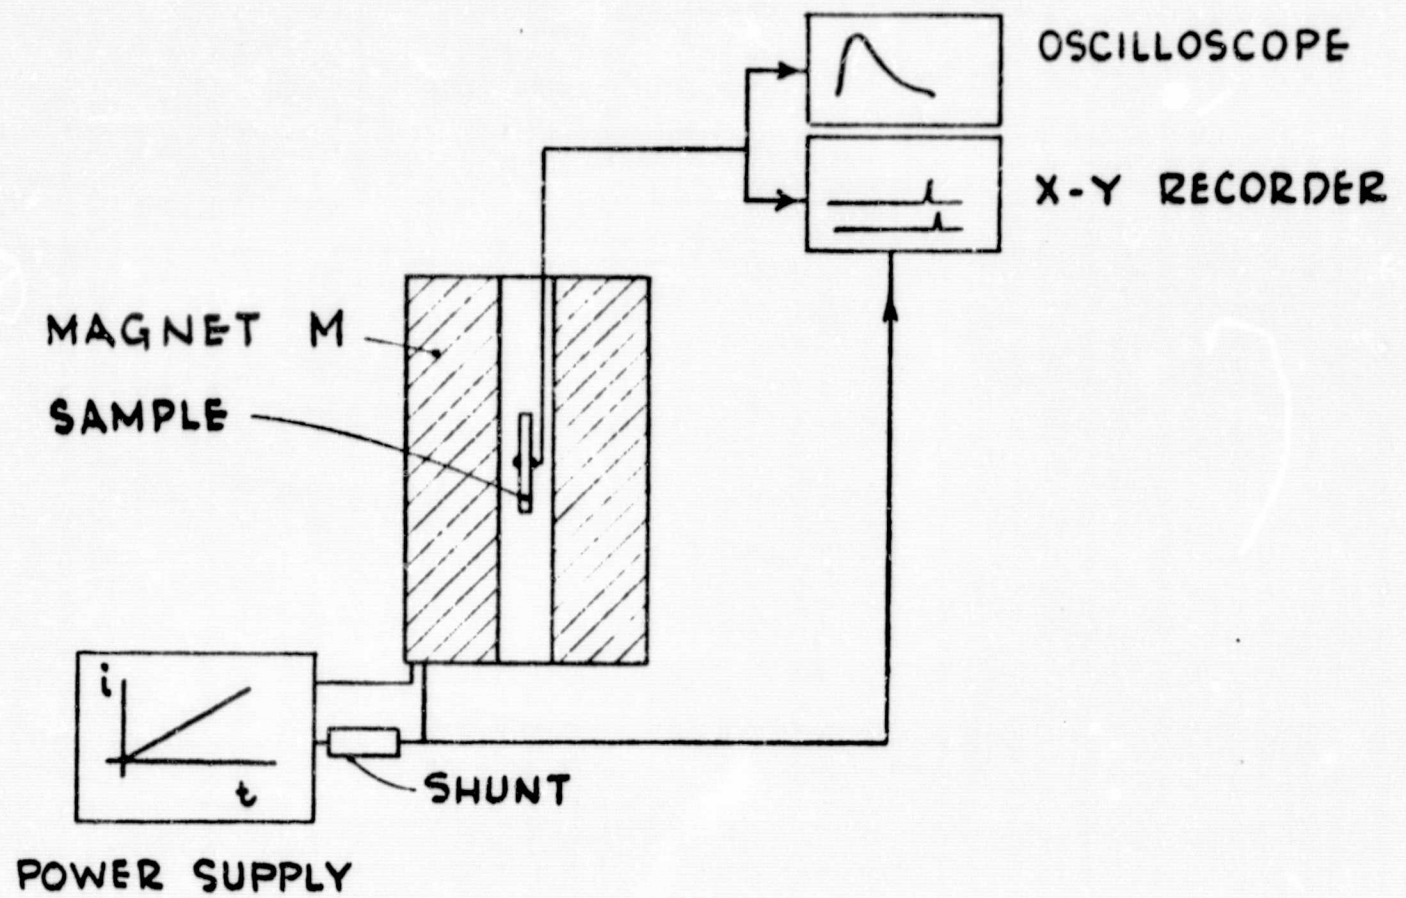 OSCILLOSCOPE
X-Y RECORDER
MAGNET M
SAMPLE
i
t
SHUNT
POWER SUPPLY